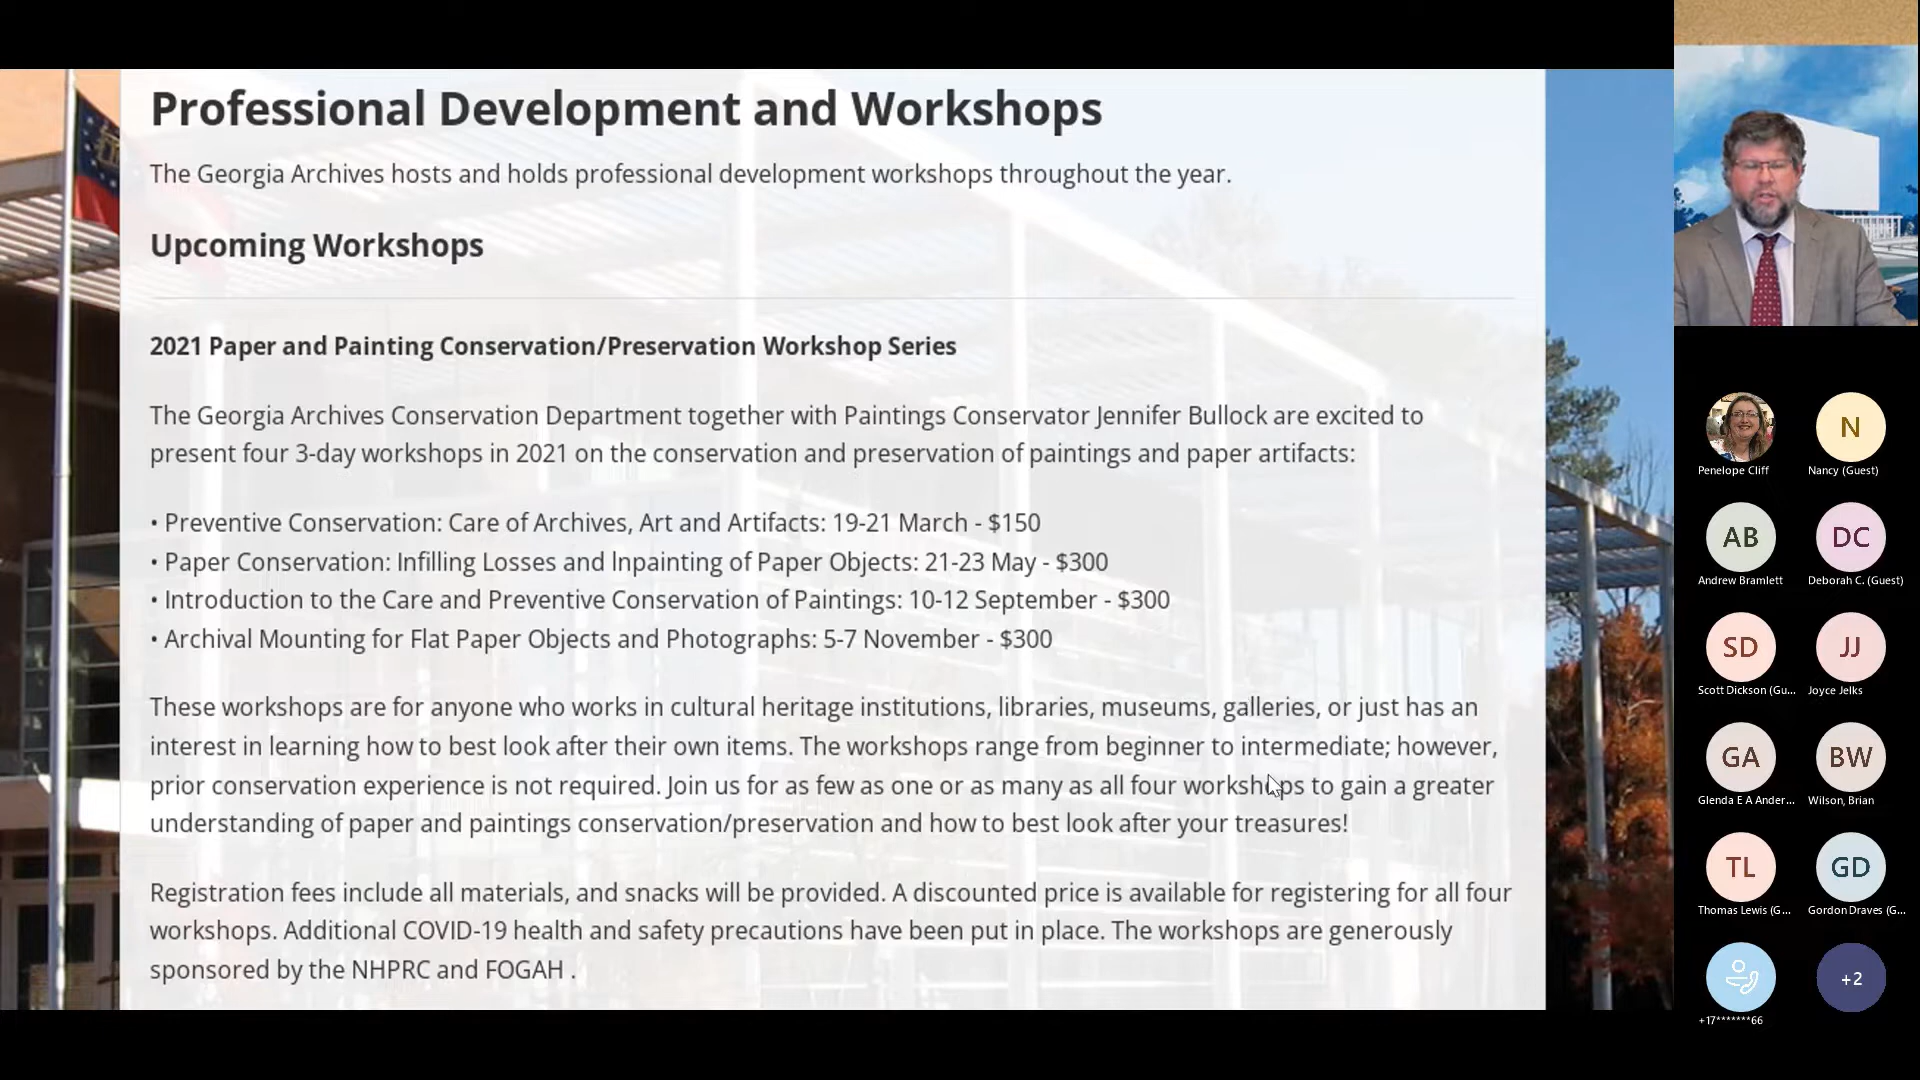 Professional Development and Workshops
The Georgia Archives hosts and holds professional development workshops throughout the year.
Upcoming Workshops
2021 Paper and Painting Conservation/Preservation Workshop Series
The Georgia Archives Conservation Department together with Paintings Conservator Jennifer Bullock are excited to
present four 3-day workshops in 2021 on the conservation and preservation of paintings and paper artifacts:
• Preventive Conservation: Care of Archives, Art and Artifacts: 19-21 March - $150
• Paper Conservation: Infilling Losses and Inpainting of Paper Objects: 21-23 May - $300
• Introduction to the Care and Preventive Conservation of Paintings: 10-12 September - $300
• Archival Mounting for Flat Paper Objects and Photographs: 5-7 November - $300
These workshops are for anyone who works in cultural heritage institutions, libraries, museums, galleries, or just has an
interest in learning how to best look after their own items. The workshops range from beginner to intermediate; however,
prior conservation experience is not required. Join us for as few as one or as many as all four workshops to gain a greater
understanding of paper and paintings conservation/preservation and how to best look after your treasures!
Registration fees include all materials, and snacks will be provided. A discounted price is available for registering for all four
workshops. Additional COVID-19 health and safety precautions have been put in place. The workshops are generously
sponsored by the NHPRC and FOGAH .
Penelope Cliff
N
Nancy (Guest)
AB
Andrew Bramlett
DC
Deborah C. (Guest)
SD
Scott Dickson (Gu...
JJ
Joyce Jelks
GA
Glenda E A Ander...
BW
Wilson, Brian
TL
Thomas Lewis (G...
GD
Gordon Draves (G...
+17*******66
+2